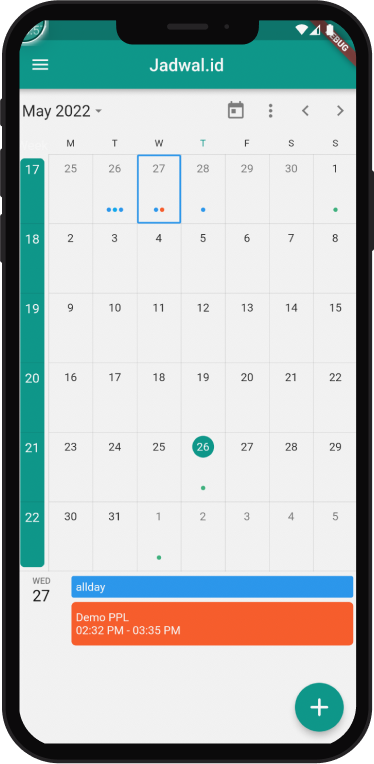 DEBUG
Jadwal.id
May 2022
M T W T F S S
17 25 26 27 28 29 30 1
18 2 3 4 5 6 7 8
19 9 10 11 12 13 14 15
20 16 17 18 19 20 21 22
21 23 24 25 26 27 28 29
22 30 31 1 2 3 4 5
WED
27
allday
Demo PPL
02:32 PM - 03:35 PM